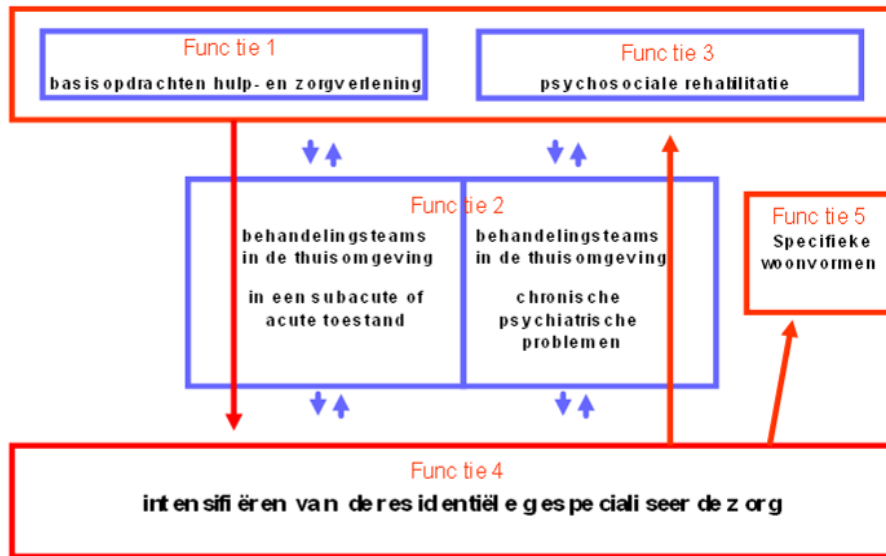 Functie 1
basisopdrachten hulp- en zorgverlening
Functie 3
psychosociale rehabilitatie
Functie 2
behandelingsteams
in de thuisomgeving
in een subacute of
acute toestand
behandelingsteams
in de thuisomgeving
chronische
psychiatrische
problemen
Functie 5
Specifieke
woonvormen
Functie 4
intensifiëren van de residentiële gespecialiseerde zorg